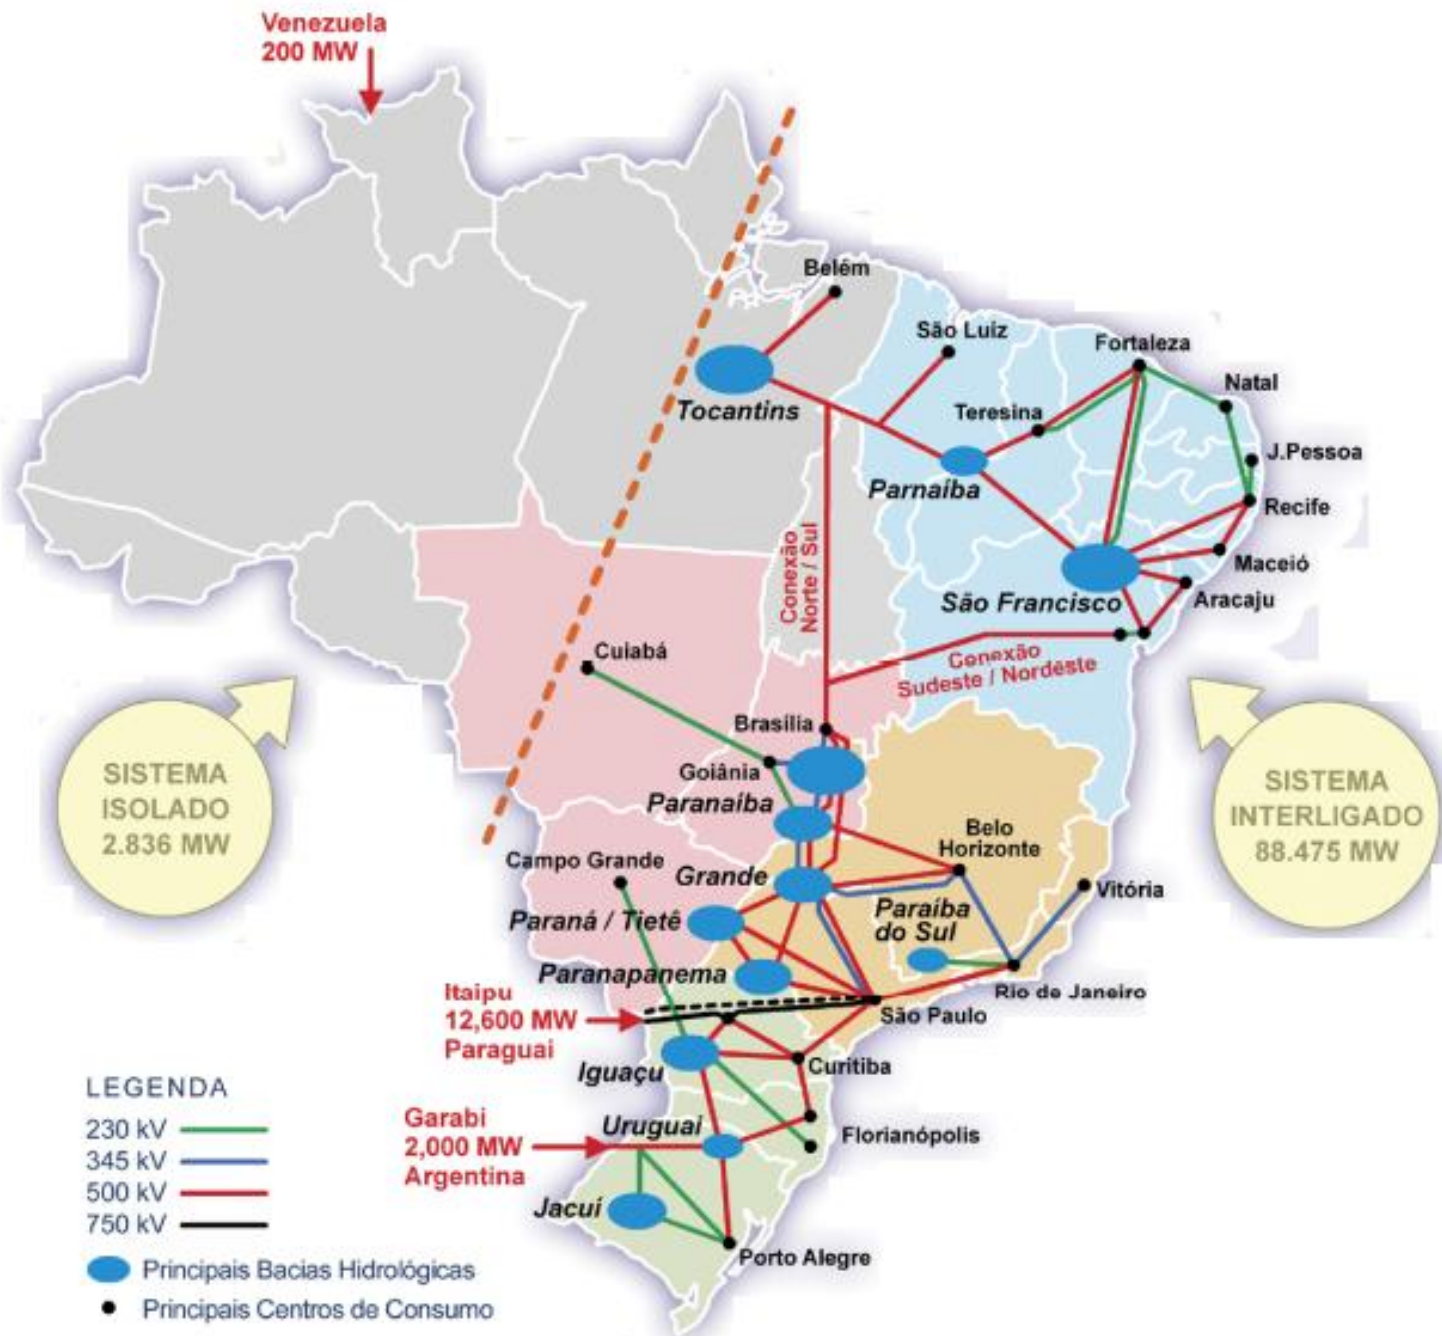 Venezuela
200 MW
Belém
São Luiz
Fortaleza
Tocantins
Teresina
Natal
J.Pessoa
Parnaíba
Recife
Conexão
Norte / Sul
Maceió
São Francisco
Aracaju
Cuiabá
Conexão
Sudeste / Nordeste
SISTEMA
ISOLADO
2.836 MW
Brasília
Goiânia
Paranaíba
SISTEMA
INTERLIGADO
88.475 MW
Belo
Horizonte
Campo Grande
Grande
Vitória
Paraná / Tietê
Paraíba
do Sul
Paranapanema
Rio de Janeiro
Itaipu
12,600 MW
Paraguai
São Paulo
Iguaçu
Curitiba
Garabi
2,000 MW
Argentina
Uruguai
Florianópolis
Jacuí
Porto Alegre
LEGENDA
230 kV
345 kV
500 kV
750 kV
Principais Bacias Hidrológicas
Principais Centros de Consumo